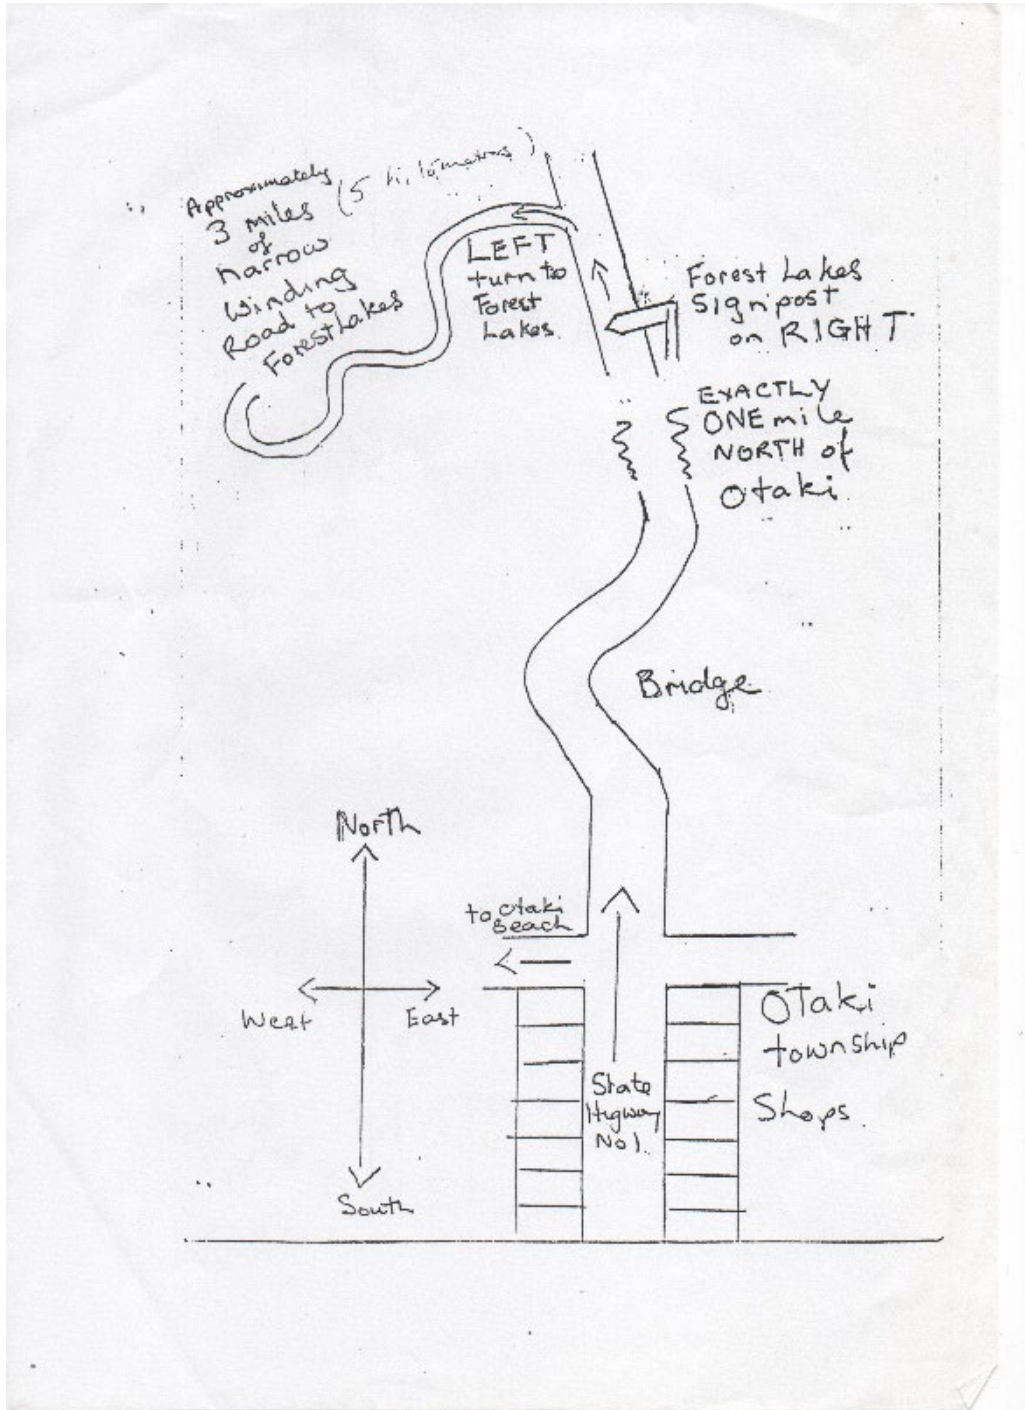 Approximately
3 miles (5 kilometres)
of
narrow
Winding
Road to
Forest Lakes
LEFT
turn to
Forest
Lakes.
Forest Lakes
Signpost
on RIGHT
EXACTLY
ONE mile
NORTH of
Otaki
Bridge
North
West
East
South
to Otaki
Beach
Otaki
township
Shops.
State
Higway
No 1.